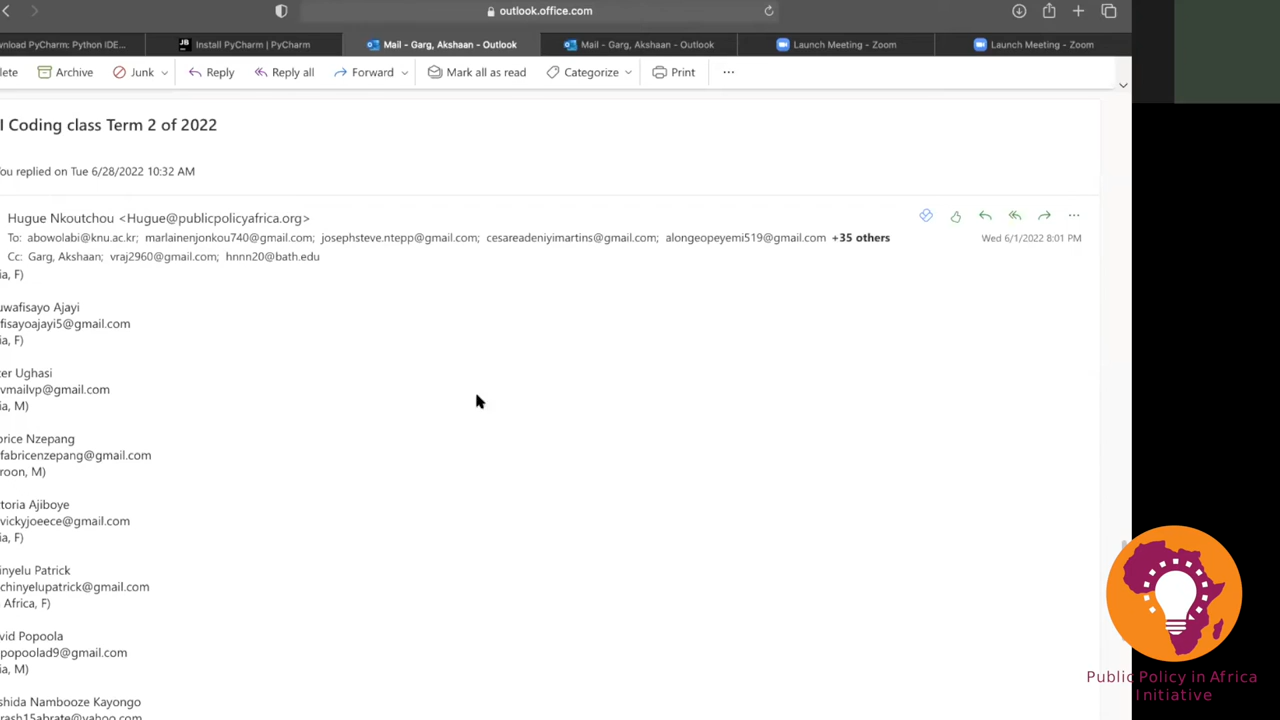 outlook.office.com
wnload PyCharm: Python IDE...
JB Install PyCharm | PyCharm
Mail - Garg, Akshaan - Outlook
Mail - Garg, Akshaan - Outlook
Launch Meeting - Zoom
Launch Meeting - Zoom
lete Archive Junk Reply Reply all Forward Mark all as read Categorize Print ...
I Coding class Term 2 of 2022
You replied on Tue 6/28/2022 10:32 AM
Hugue Nkoutchou <Hugue@publicpolicyafrica.org>
To: abowolabi@knu.ac.kr; marlainenjonkou740@gmail.com; josephsteve.ntepp@gmail.com; cesareadeniyimartins@gmail.com; alongeopeyemi519@gmail.com +35 others
Wed 6/1/2022 8:01 PM
Cc: Garg, Akshaan; vraj2960@gmail.com; hnnn20@bath.edu
ia, F)
uwafisayo Ajayi
fisayoajayi5@gmail.com
ia, F)
ter Ughasi
vmailvp@gmail.com
ia, M)
brice Nzepang
fabricenzepang@gmail.com
roon, M)
toria Ajiboye
vickyjoeece@gmail.com
ia, F)
inyelu Patrick
chinyelupatrick@gmail.com
Africa, F)
vid Popoola
popoolad9@gmail.com
ia, M)
shida Nambooze Kayongo
rash15abrate@yahoo.com
Public Policy in Africa
Initiative